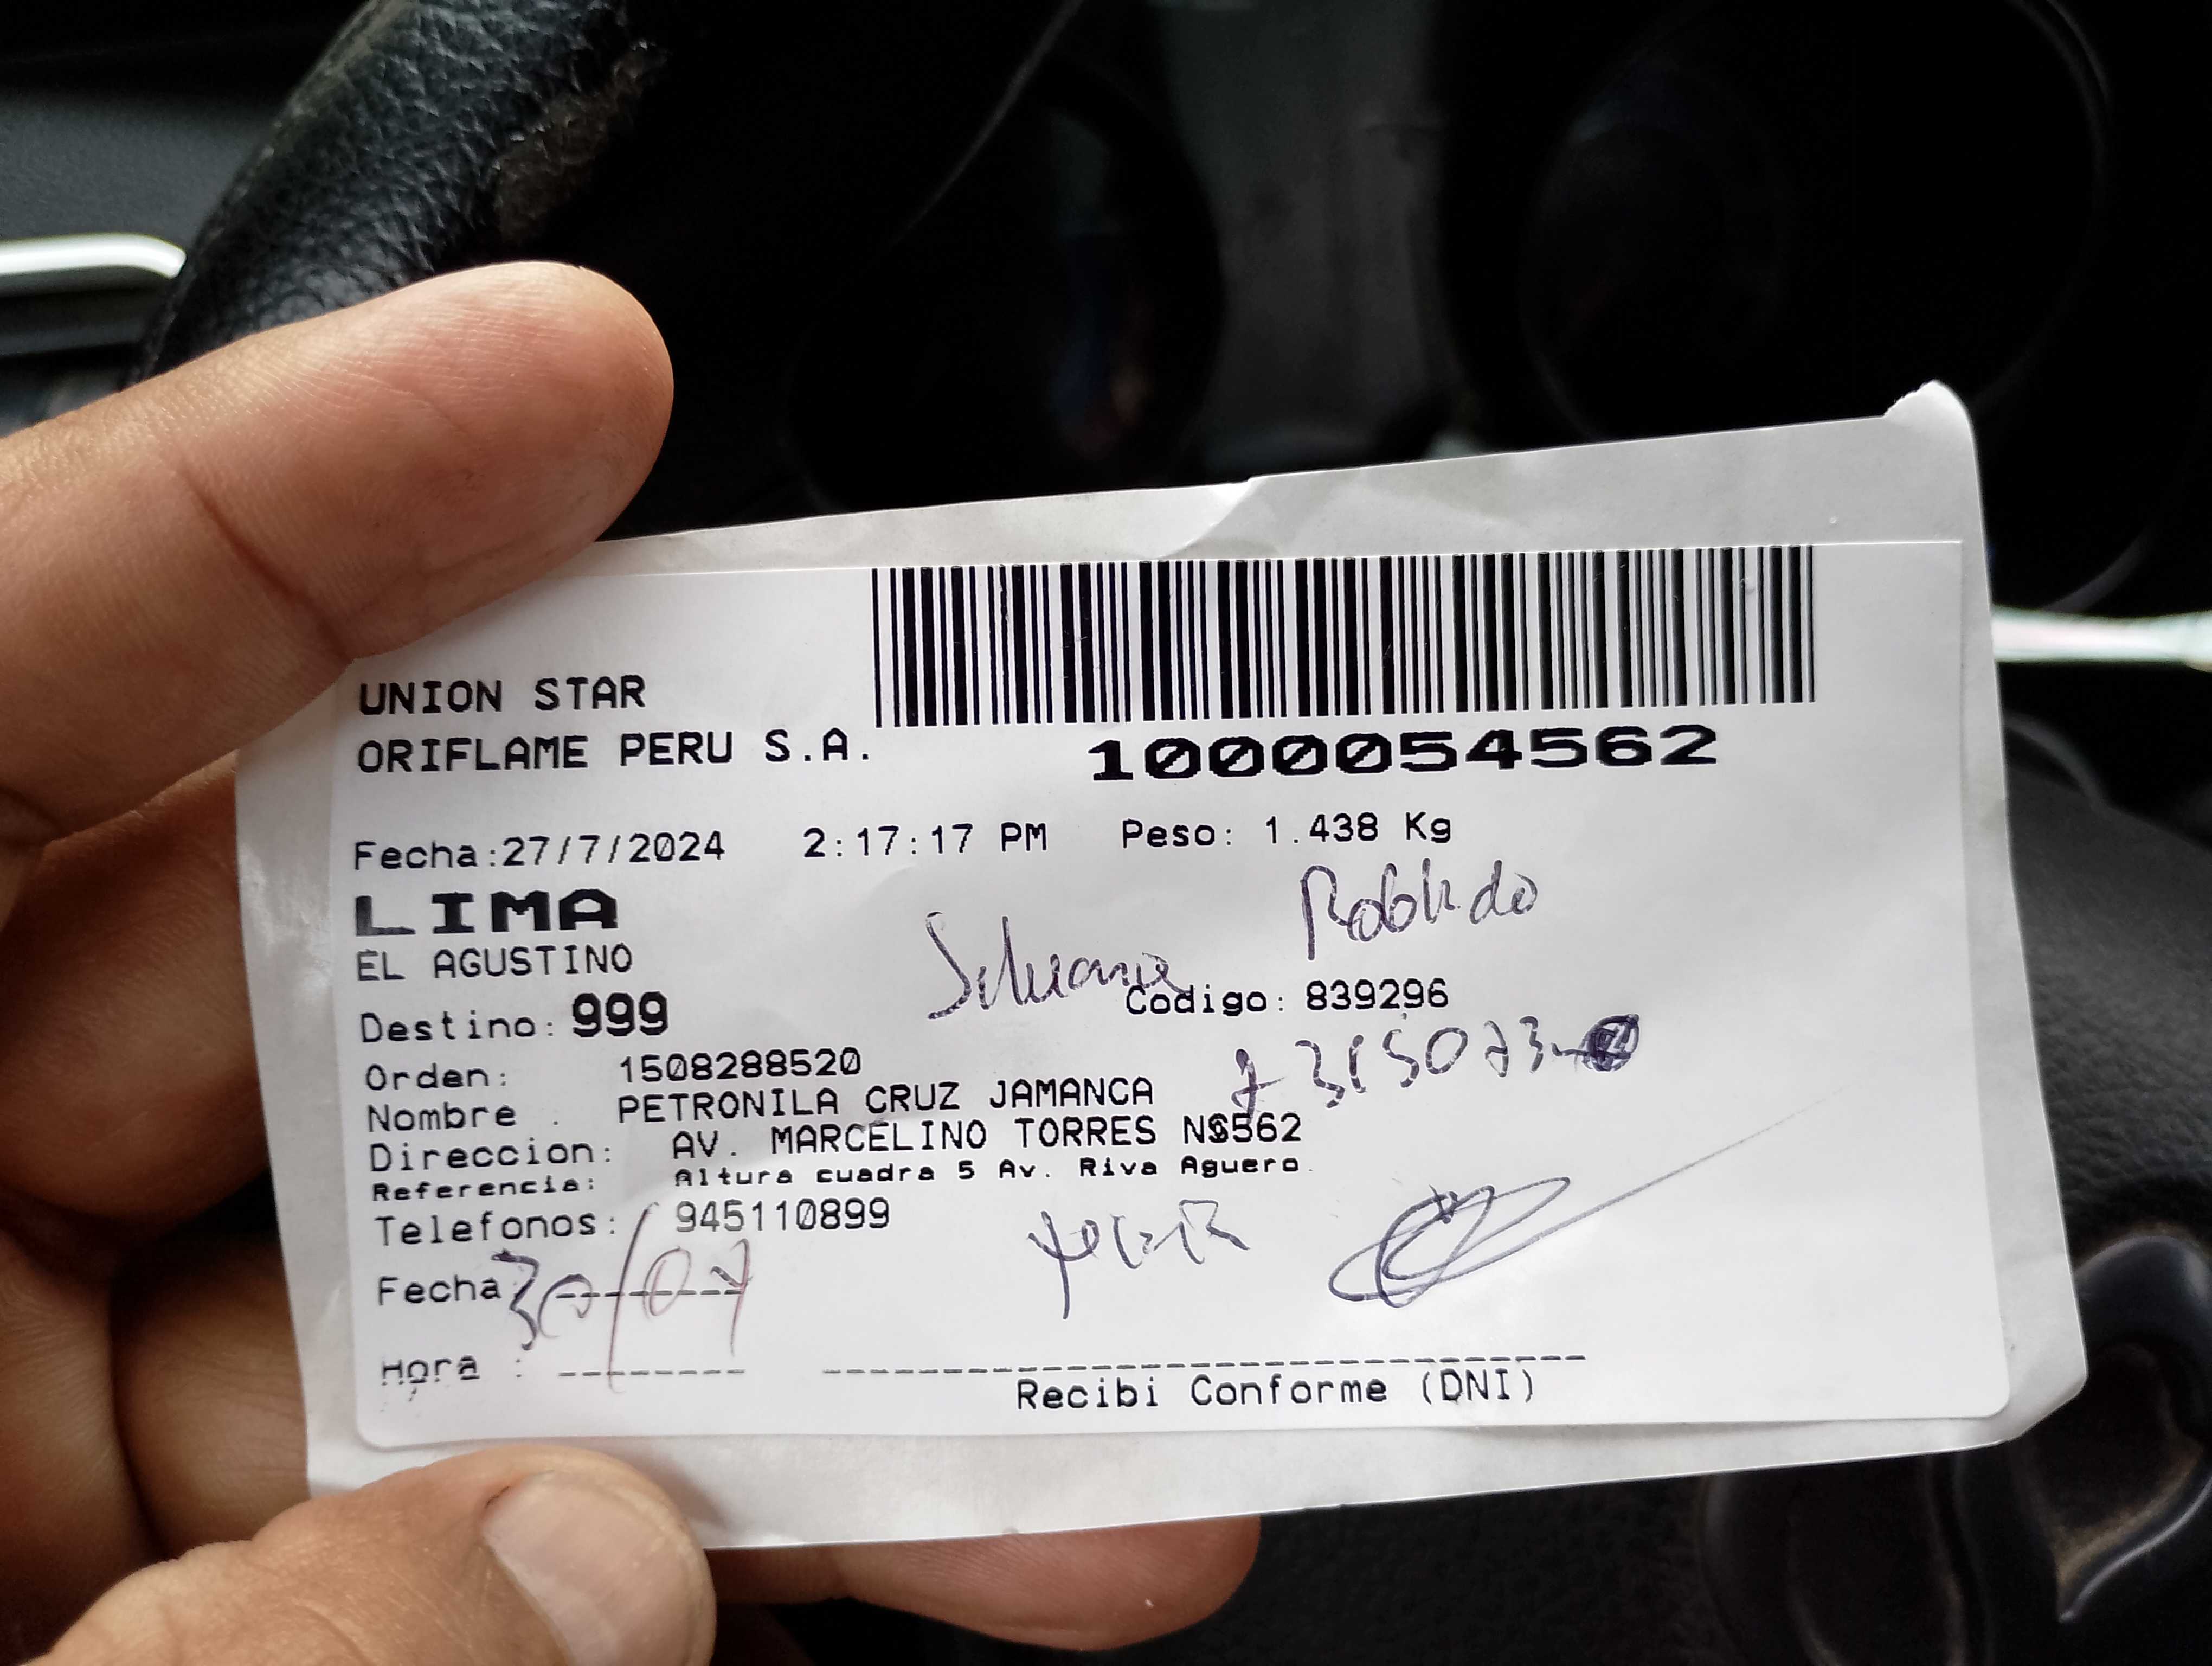 UNION STAR
ORIFLAME PERU S.A.
1000054562
Fecha:27/7/2024 2:17:17 PM Peso: 1.438 Kg
LIMA
EL AGUSTINO
Destino: 999
Codigo: 839296
Orden: 1508288520
Nombre . PETRONILA CRUZ JAMANCA
Direccion: AV. MARCELINO TORRES N$562
Referencia: Altura cuadra 5 Av. Riva Aguero.
Telefonos: 945110899
Fecha 30/07
Hora :
Recibi Conforme (DNI)